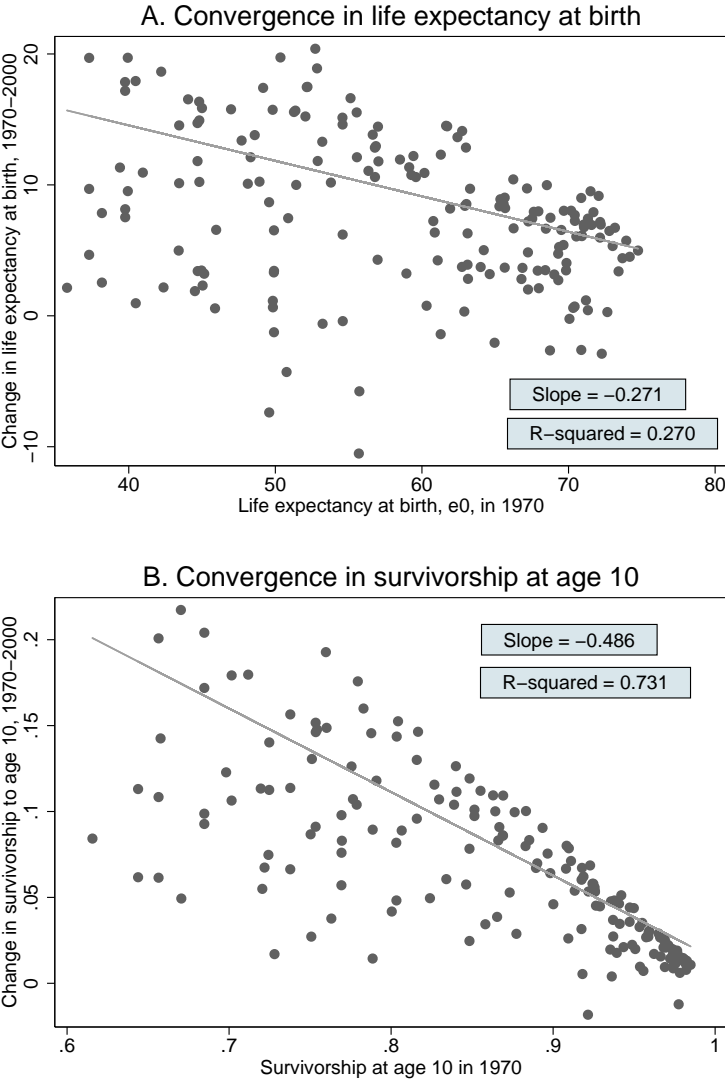 A. Convergence in life expectancy at birth
Change in life expectancy at birth, 1970−2000
20
10
0
−10
Slope = −0.271
R−squared = 0.270
40 50 60 70 80
Life expectancy at birth, e0, in 1970
B. Convergence in survivorship at age 10
Change in survivorship to age 10, 1970−2000
.2
.15
.1
.05
0
Slope = −0.486
R−squared = 0.731
.6 .7 .8 .9 1
Survivorship at age 10 in 1970